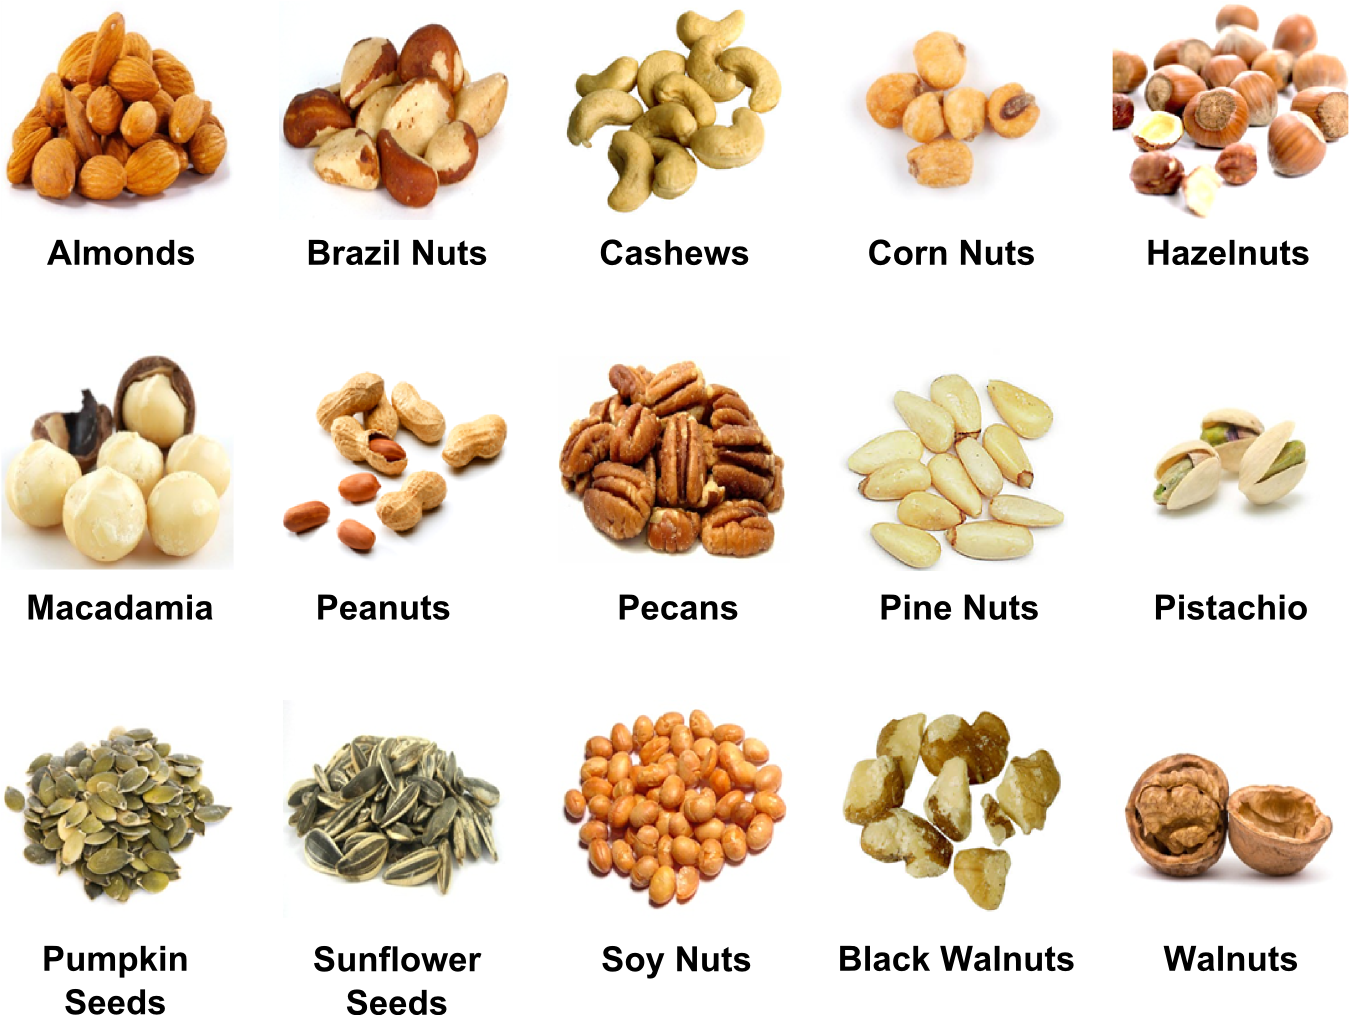 Almonds
Brazil Nuts
Cashews
Corn Nuts
Hazelnuts
Macadamia
Peanuts
Pecans
Pine Nuts
Pistachio
Pumpkin
Seeds
Sunflower
Seeds
Soy Nuts
Black Walnuts
Walnuts